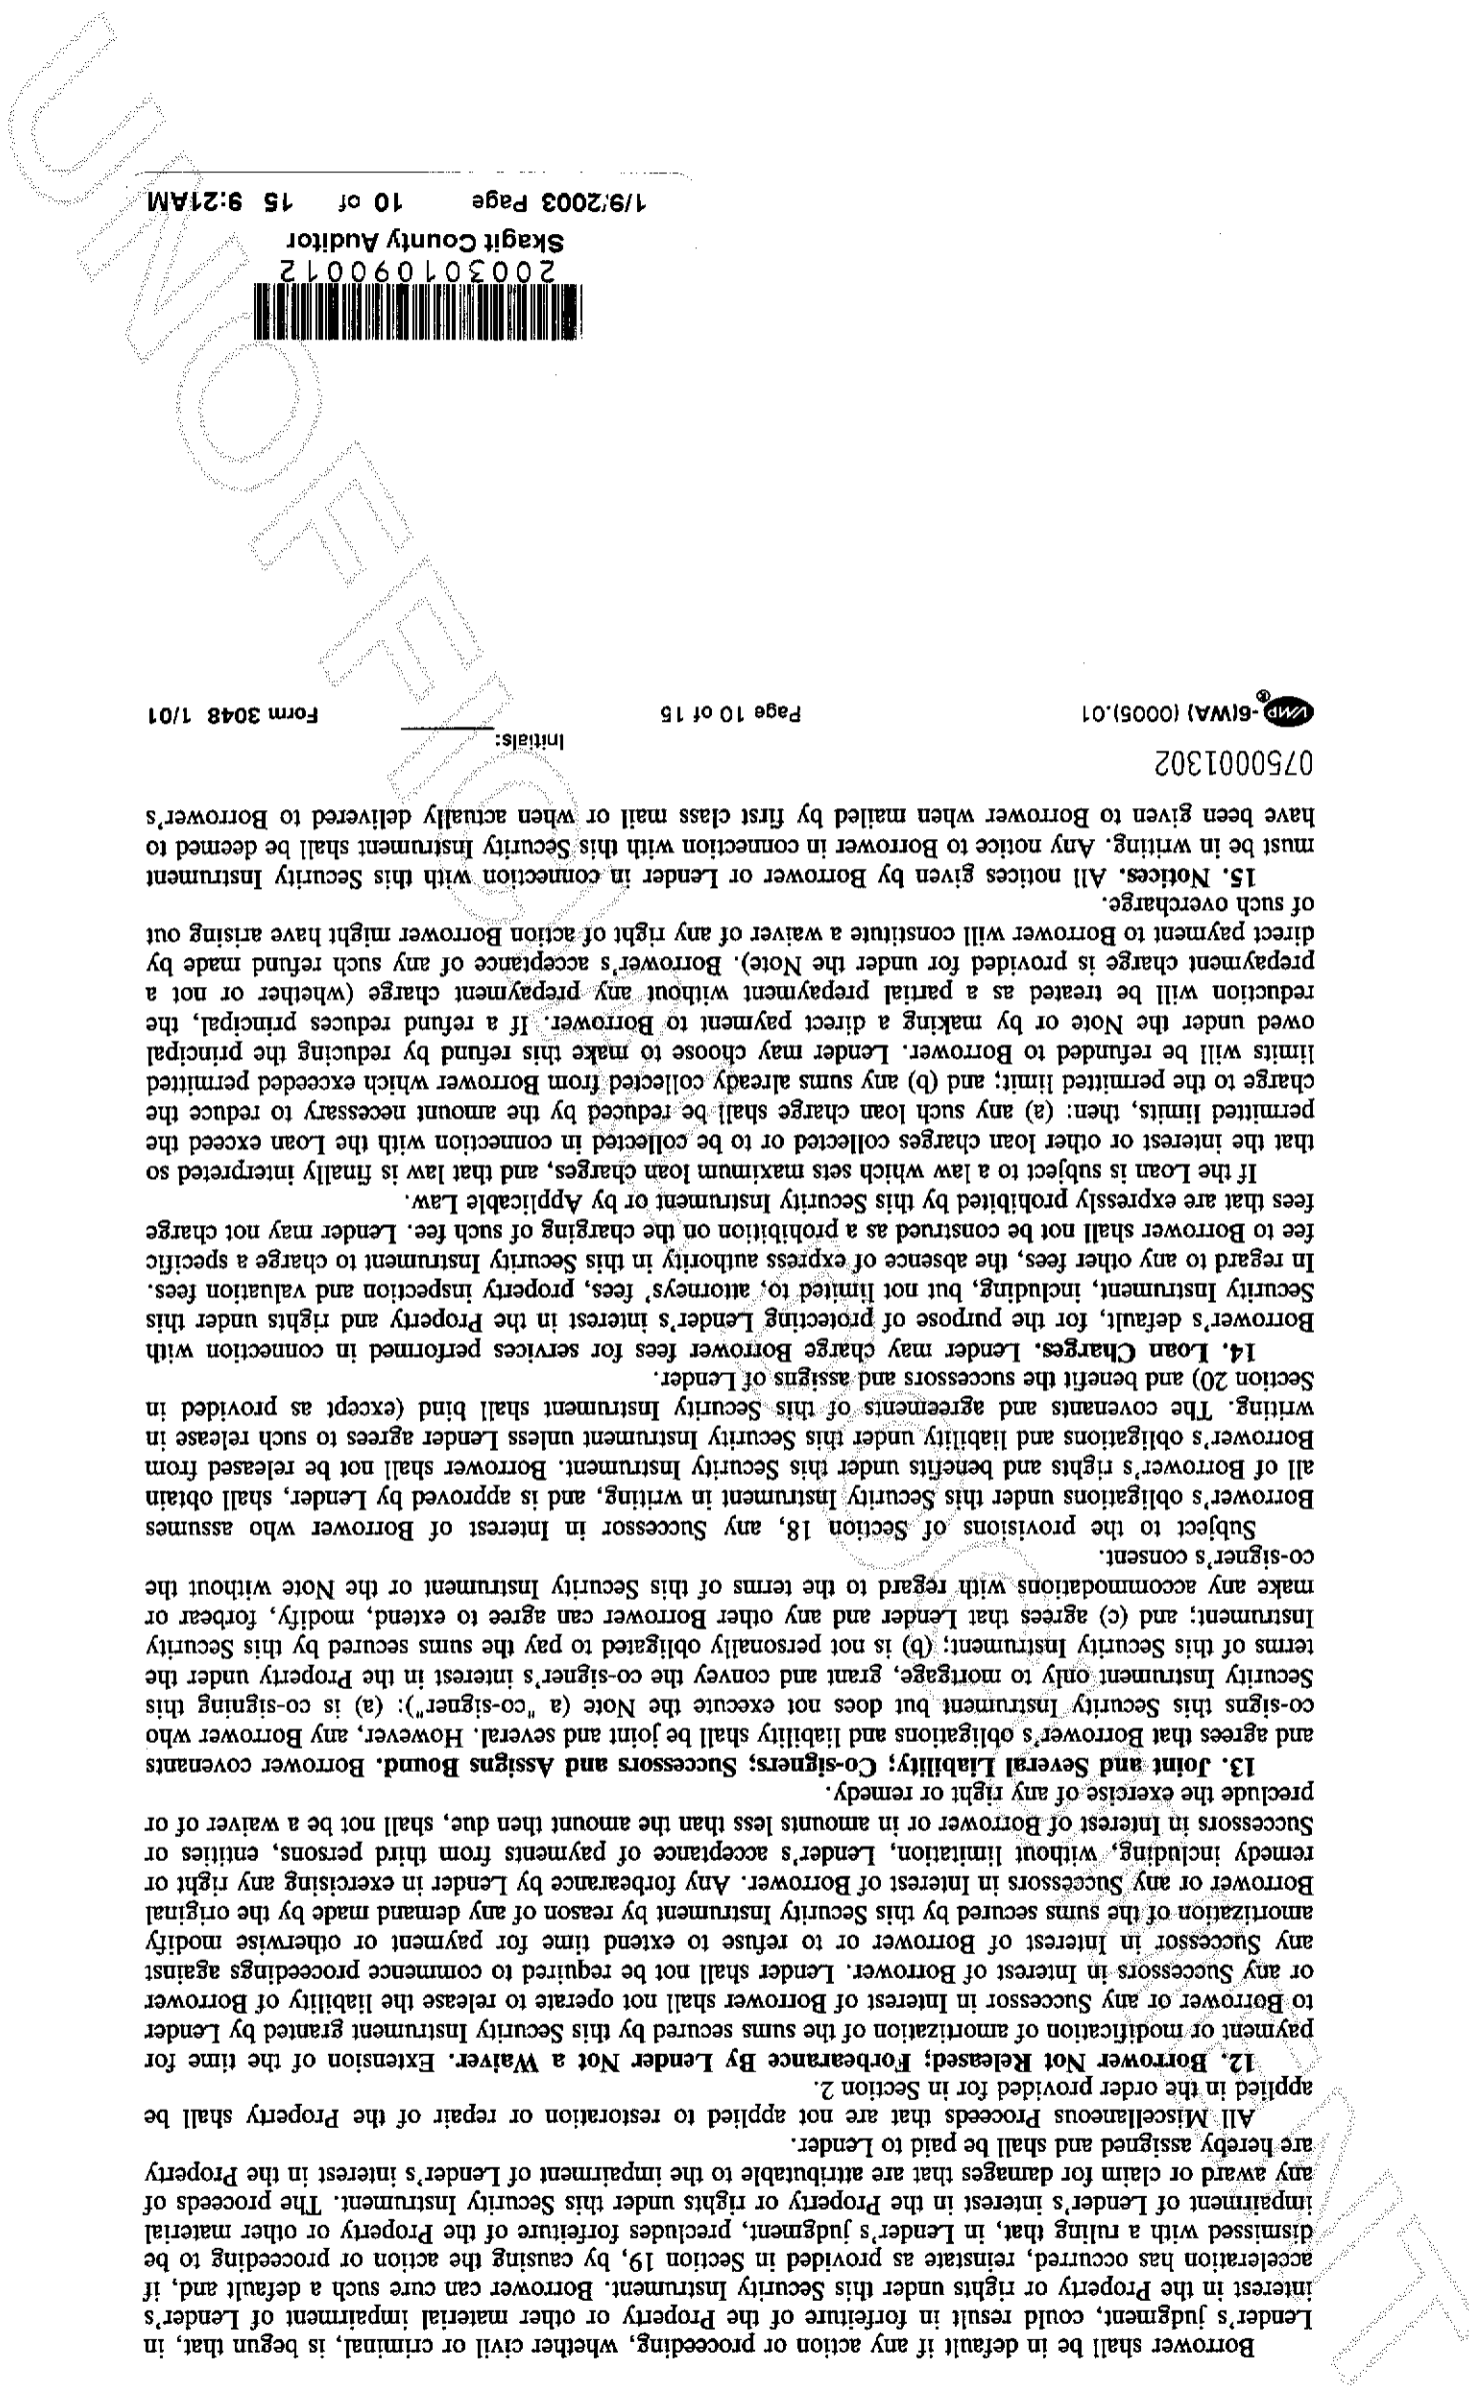 Borrower shall be in default if any action or proceeding, whether civil or criminal, is begun that, in
Lender's judgment, could result in forfeiture of the Property or other material impairment of Lender's
interest in the Property or rights under this Security Instrument. Borrower can cure such a default and, if
acceleration has occurred, reinstate as provided in Section 19, by causing the action or proceeding to be
dismissed with a ruling that, in Lender's judgment, precludes forfeiture of the Property or other material
impairment of Lender's interest in the Property or rights under this Security Instrument. The proceeds of
any award or claim for damages that are attributable to the impairment of Lender's interest in the Property
are hereby assigned and shall be paid to Lender.
All Miscellaneous Proceeds that are not applied to restoration or repair of the Property shall be
applied in the order provided for in Section 2.
12. Borrower Not Released; Forbearance By Lender Not a Waiver. Extension of the time for
payment or modification of amortization of the sums secured by this Security Instrument granted by Lender
to Borrower or any Successor in Interest of Borrower shall not operate to release the liability of Borrower
or any Successors in Interest of Borrower. Lender shall not be required to commence proceedings against
any Successor in Interest of Borrower or to refuse to extend time for payment or otherwise modify
amortization of the sums secured by this Security Instrument by reason of any demand made by the original
Borrower or any Successors in Interest of Borrower. Any forbearance by Lender in exercising any right or
remedy including, without limitation, Lender's acceptance of payments from third persons, entities or
Successors in Interest of Borrower or in amounts less than the amount then due, shall not be a waiver of or
preclude the exercise of any right or remedy.
13. Joint and Several Liability; Co-signers; Successors and Assigns Bound. Borrower covenants
and agrees that Borrower's obligations and liability shall be joint and several. However, any Borrower who
co-signs this Security Instrument but does not execute the Note (a "co-signer"): (a) is co-signing this
Security Instrument only to mortgage, grant and convey the co-signer's interest in the Property under the
terms of this Security Instrument; (b) is not personally obligated to pay the sums secured by this Security
Instrument; and (c) agrees that Lender and any other Borrower can agree to extend, modify, forbear or
make any accommodations with regard to the terms of this Security Instrument or the Note without the
co-signer's consent.
Subject to the provisions of Section 18, any Successor in Interest of Borrower who assumes
Borrower's obligations under this Security Instrument in writing, and is approved by Lender, shall obtain
all of Borrower's rights and benefits under this Security Instrument. Borrower shall not be released from
Borrower's obligations and liability under this Security Instrument unless Lender agrees to such release in
writing. The covenants and agreements of this Security Instrument shall bind (except as provided in
Section 20) and benefit the successors and assigns of Lender.
14. Loan Charges. Lender may charge Borrower fees for services performed in connection with
Borrower's default, for the purpose of protecting Lender's interest in the Property and rights under this
Security Instrument, including, but not limited to, attorneys' fees, property inspection and valuation fees.
In regard to any other fees, the absence of express authority in this Security Instrument to charge a specific
fee to Borrower shall not be construed as a prohibition on the charging of such fee. Lender may not charge
fees that are expressly prohibited by this Security Instrument or by Applicable Law.
If the Loan is subject to a law which sets maximum loan charges, and that law is finally interpreted so
that the interest or other loan charges collected or to be collected in connection with the Loan exceed the
permitted limits, then: (a) any such loan charge shall be reduced by the amount necessary to reduce the
charge to the permitted limit; and (b) any sums already collected from Borrower which exceeded permitted
limits will be refunded to Borrower. Lender may choose to make this refund by reducing the principal
owed under the Note or by making a direct payment to Borrower. If a refund reduces principal, the
reduction will be treated as a partial prepayment without any prepayment charge (whether or not a
prepayment charge is provided for under the Note). Borrower's acceptance of any such refund made by
direct payment to Borrower will constitute a waiver of any right of action Borrower might have arising out
of such overcharge.
15. Notices. All notices given by Borrower or Lender in connection with this Security Instrument
must be in writing. Any notice to Borrower in connection with this Security Instrument shall be deemed to
have been given to Borrower when mailed by first class mail or when actually delivered to Borrower's
0750001302
Initials:
VMP®-6(WA) (0005).01 Page 10 of 15 Form 3048 1/01
200301090012
Skagit County Auditor
1/9/2003 Page 10 of 15 9:21AM
UNOFFICIAL DOCUMENT